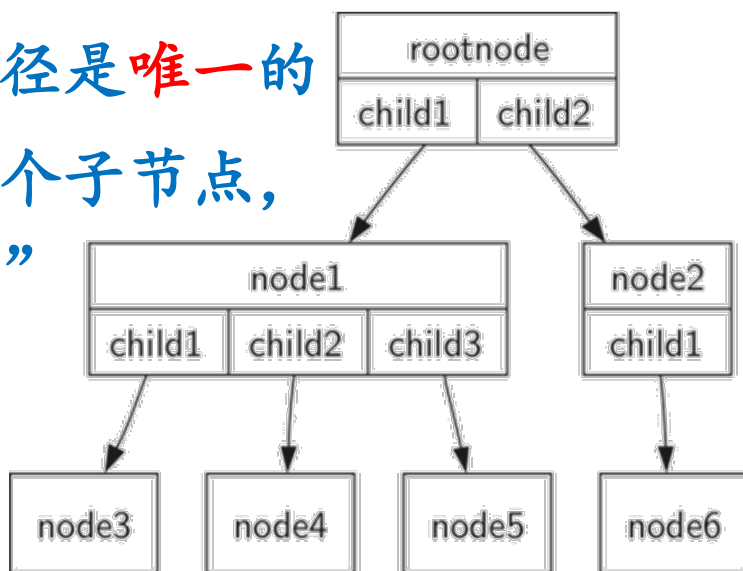 径是唯一的
个子节点,
”
rootnode
child1 child2
node1
child1 child2 child3
node2
child1
node3
node4
node5
node6